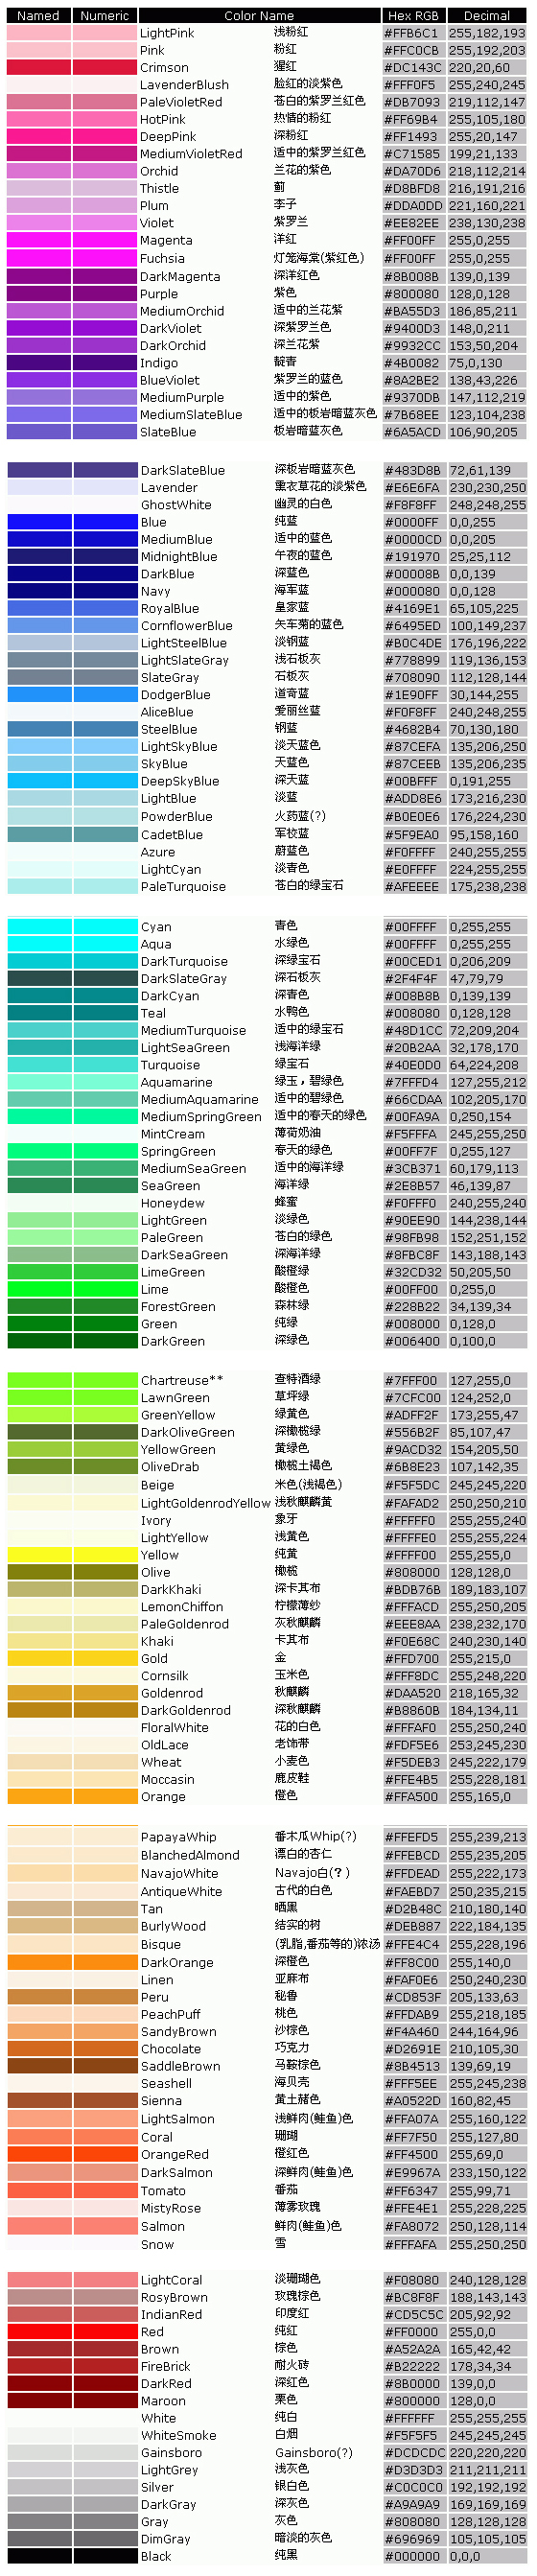 Named Numeric Color Name Hex RGB Decimal
LightPink 浅粉红 #FFB6C1 255,182,193
Pink 粉红 #FFC0CB 255,192,203
Crimson 猩红 #DC143C 220,20,60
LavenderBlush 脸红的淡紫色 #FFF0F5 255,240,245
PaleVioletRed 苍白的紫罗兰红色 #DB7093 219,112,147
HotPink 热情的粉红 #FF69B4 255,105,180
DeepPink 深粉红 #FF1493 255,20,147
MediumVioletRed 适中的紫罗兰红色 #C71585 199,21,133
Orchid 兰花的紫色 #DA70D6 218,112,214
Thistle 蓟 #D8BFD8 216,191,216
Plum 李子 #DDA0DD 221,160,221
Violet 紫罗兰 #EE82EE 238,130,238
Magenta 洋红 #FF00FF 255,0,255
Fuchsia 灯笼海棠(紫红色) #FF00FF 255,0,255
DarkMagenta 深洋红色 #8B008B 139,0,139
Purple 紫色 #800080 128,0,128
MediumOrchid 适中的兰花紫 #BA55D3 186,85,211
DarkViolet 深紫罗兰色 #9400D3 148,0,211
DarkOrchid 深兰花紫 #9932CC 153,50,204
Indigo 靛青 #4B0082 75,0,130
BlueViolet 紫罗兰的蓝色 #8A2BE2 138,43,226
MediumPurple 适中的紫色 #9370DB 147,112,219
MediumSlateBlue 适中的板岩暗蓝灰色 #7B68EE 123,104,238
SlateBlue 板岩暗蓝灰色 #6A5ACD 106,90,205
DarkSlateBlue 深板岩暗蓝灰色 #483D8B 72,61,139
Lavender 熏衣草花的淡紫色 #E6E6FA 230,230,250
GhostWhite 幽灵的白色 #F8F8FF 248,248,255
Blue 纯蓝 #0000FF 0,0,255
MediumBlue 适中的蓝色 #0000CD 0,0,205
MidnightBlue 午夜的蓝色 #191970 25,25,112
DarkBlue 深蓝色 #00008B 0,0,139
Navy 海军蓝 #000080 0,0,128
RoyalBlue 皇家蓝 #4169E1 65,105,225
CornflowerBlue 矢车菊的蓝色 #6495ED 100,149,237
LightSteelBlue 淡钢蓝 #B0C4DE 176,196,222
LightSlateGray 浅石板灰 #778899 119,136,153
SlateGray 石板灰 #708090 112,128,144
DodgerBlue 道奇蓝 #1E90FF 30,144,255
AliceBlue 爱丽丝蓝 #F0F8FF 240,248,255
SteelBlue 钢蓝 #4682B4 70,130,180
LightSkyBlue 淡天蓝色 #87CEFA 135,206,250
SkyBlue 天蓝色 #87CEEB 135,206,235
DeepSkyBlue 深天蓝 #00BFFF 0,191,255
LightBlue 淡蓝 #ADD8E6 173,216,230
PowderBlue 火药蓝(?) #B0E0E6 176,224,230
CadetBlue 军校蓝 #5F9EA0 95,158,160
Azure 蔚蓝色 #F0FFFF 240,255,255
LightCyan 淡青色 #E0FFFF 224,255,255
PaleTurquoise 苍白的绿宝石 #AFEEEE 175,238,238
Cyan 青色 #00FFFF 0,255,255
Aqua 水绿色 #00FFFF 0,255,255
DarkTurquoise 深绿宝石 #00CED1 0,206,209
DarkSlateGray 深石板灰 #2F4F4F 47,79,79
DarkCyan 深青色 #008B8B 0,139,139
Teal 水鸭色 #008080 0,128,128
MediumTurquoise 适中的绿宝石 #48D1CC 72,209,204
LightSeaGreen 浅海洋绿 #20B2AA 32,178,170
Turquoise 绿宝石 #40E0D0 64,224,208
Aquamarine 绿玉，碧绿色 #7FFFD4 127,255,212
MediumAquamarine 适中的碧绿色 #66CDAA 102,205,170
MediumSpringGreen 适中的春天的绿色 #00FA9A 0,250,154
MintCream 薄荷奶油 #F5FFFA 245,255,250
SpringGreen 春天的绿色 #00FF7F 0,255,127
MediumSeaGreen 适中的海洋绿 #3CB371 60,179,113
SeaGreen 海洋绿 #2E8B57 46,139,87
Honeydew 蜂蜜 #F0FFF0 240,255,240
LightGreen 淡绿色 #90EE90 144,238,144
PaleGreen 苍白的绿色 #98FB98 152,251,152
DarkSeaGreen 深海洋绿 #8FBC8F 143,188,143
LimeGreen 酸橙绿 #32CD32 50,205,50
Lime 酸橙色 #00FF00 0,255,0
ForestGreen 森林绿 #228B22 34,139,34
Green 纯绿 #008000 0,128,0
DarkGreen 深绿色 #006400 0,100,0
Chartreuse** 查特酒绿 #7FFF00 127,255,0
LawnGreen 草坪绿 #7CFC00 124,252,0
GreenYellow 绿黄色 #ADFF2F 173,255,47
DarkOliveGreen 深橄榄绿 #556B2F 85,107,47
YellowGreen 黄绿色 #9ACD32 154,205,50
OliveDrab 橄榄土褐色 #6B8E23 107,142,35
Beige 米色(浅褐色) #F5F5DC 245,245,220
LightGoldenrodYellow 浅秋麒麟黄 #FAFAD2 250,250,210
Ivory 象牙 #FFFFF0 255,255,240
LightYellow 浅黄色 #FFFFE0 255,255,224
Yellow 纯黄 #FFFF00 255,255,0
Olive 橄榄 #808000 128,128,0
DarkKhaki 深卡其布 #BDB76B 189,183,107
LemonChiffon 柠檬薄纱 #FFFACD 255,250,205
PaleGoldenrod 灰秋麒麟 #EEE8AA 238,232,170
Khaki 卡其布 #F0E68C 240,230,140
Gold 金 #FFD700 255,215,0
Cornsilk 玉米色 #FFF8DC 255,248,220
Goldenrod 秋麒麟 #DAA520 218,165,32
DarkGoldenrod 深秋麒麟 #B8860B 184,134,11
FloralWhite 花的白色 #FFFAF0 255,250,240
OldLace 老饰带 #FDF5E6 253,245,230
Wheat 小麦色 #F5DEB3 245,222,179
Moccasin 鹿皮鞋 #FFE4B5 255,228,181
Orange 橙色 #FFA500 255,165,0
PapayaWhip 番木瓜Whip(?) #FFEFD5 255,239,213
BlanchedAlmond 漂白的杏仁 #FFEBCD 255,235,205
NavajoWhite Navajo白(?) #FFDEAD 255,222,173
AntiqueWhite 古代的白色 #FAEBD7 250,235,215
Tan 晒黑 #D2B48C 210,180,140
BurlyWood 结实的树 #DEB887 222,184,135
Bisque (乳脂,番茄等的)浓汤 #FFE4C4 255,228,196
DarkOrange 深橙色 #FF8C00 255,140,0
Linen 亚麻布 #FAF0E6 250,240,230
Peru 秘鲁 #CD853F 205,133,63
PeachPuff 桃色 #FFDAB9 255,218,185
SandyBrown 沙棕色 #F4A460 244,164,96
Chocolate 巧克力 #D2691E 210,105,30
SaddleBrown 马鞍棕色 #8B4513 139,69,19
Seashell 海贝壳 #FFF5EE 255,245,238
Sienna 黄土赭色 #A0522D 160,82,45
LightSalmon 浅鲜肉(鲑鱼)色 #FFA07A 255,160,122
Coral 珊瑚 #FF7F50 255,127,80
OrangeRed 橙红色 #FF4500 255,69,0
DarkSalmon 深鲜肉(鲑鱼)色 #E9967A 233,150,122
Tomato 番茄 #FF6347 255,99,71
MistyRose 薄雾玫瑰 #FFE4E1 255,228,225
Salmon 鲜肉(鲑鱼)色 #FA8072 250,128,114
Snow 雪 #FFFAFA 255,250,250
LightCoral 淡珊瑚色 #F08080 240,128,128
RosyBrown 玫瑰棕色 #BC8F8F 188,143,143
IndianRed 印度红 #CD5C5C 205,92,92
Red 纯红 #FF0000 255,0,0
Brown 棕色 #A52A2A 165,42,42
FireBrick 耐火砖 #B22222 178,34,34
DarkRed 深红色 #8B0000 139,0,0
Maroon 栗色 #800000 128,0,0
White 纯白 #FFFFFF 255,255,255
WhiteSmoke 白烟 #F5F5F5 245,245,245
Gainsboro Gainsboro(?) #DCDCDC 220,220,220
LightGrey 浅灰色 #D3D3D3 211,211,211
Silver 银白色 #C0C0C0 192,192,192
DarkGray 深灰色 #A9A9A9 169,169,169
Gray 灰色 #808080 128,128,128
DimGray 暗淡的灰色 #696969 105,105,105
Black 纯黑 #000000 0,0,0